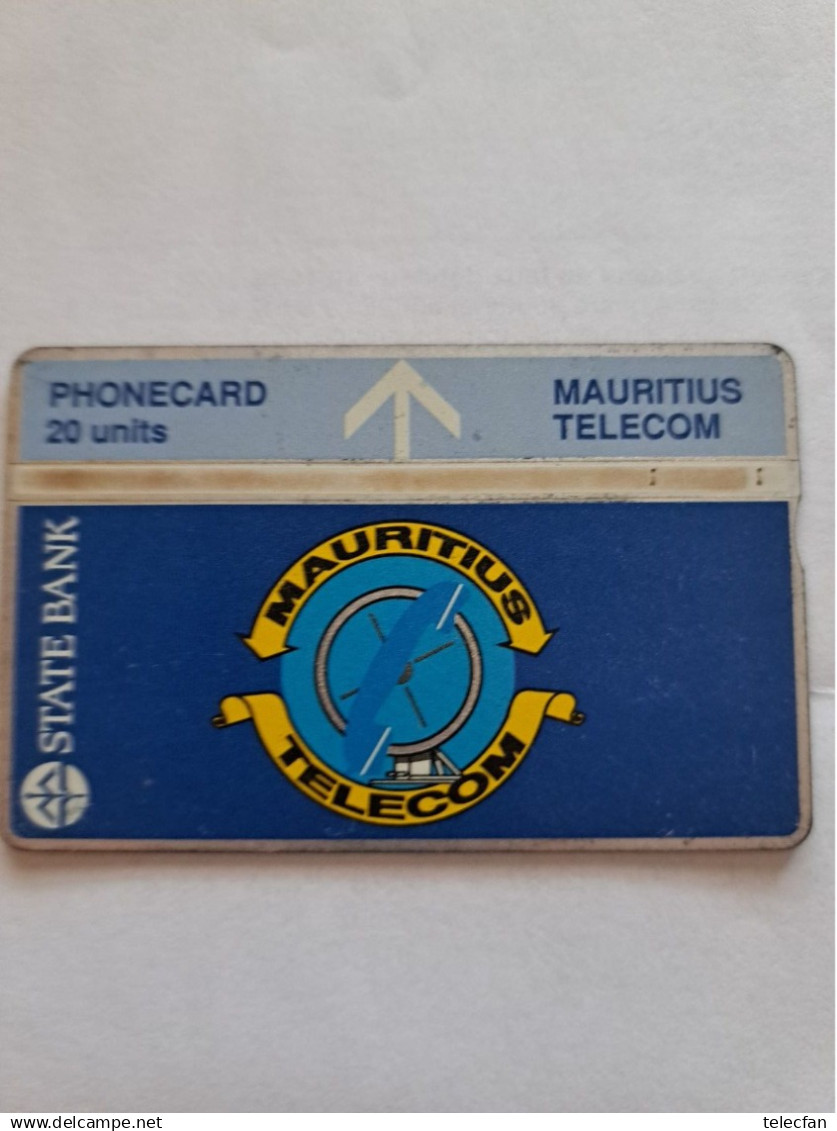 PHONECARD
20 units
MAURITIUS
TELECOM
STATE BANK
MAURITIUS
TELECOM
www.delcampe.net
telecfan